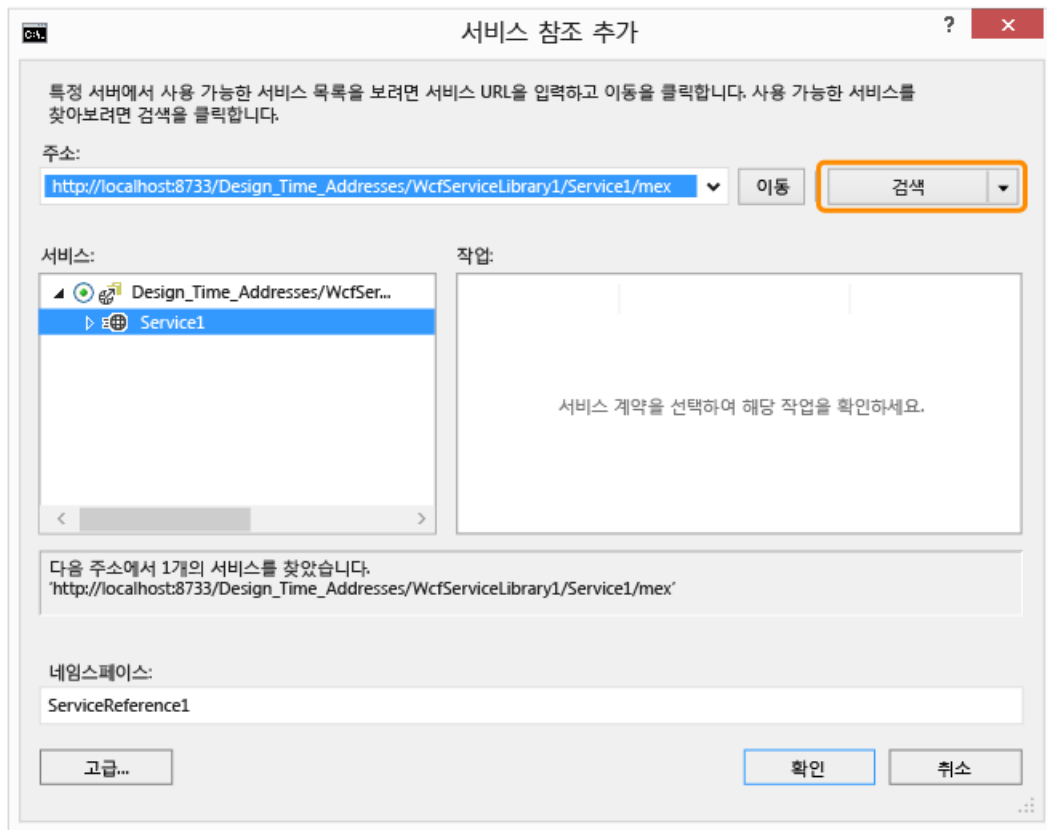 C:\.
서비스 참조 추가
?
x
특정 서버에서 사용 가능한 서비스 목록을 보려면 서비스 URL을 입력하고 이동을 클릭합니다. 사용 가능한 서비스를
찾아보려면 검색을 클릭합니다.
주소:
http://localhost:8733/Design_Time_Addresses/WcfServiceLibrary1/Service1/mex
이동
검색
서비스:
작업:
Design_Time_Addresses/WcfSer...
Service1
서비스 계약을 선택하여 해당 작업을 확인하세요.
다음 주소에서 1개의 서비스를 찾았습니다.
'http://localhost:8733/Design_Time_Addresses/WcfServiceLibrary1/Service1/mex'
네임스페이스:
ServiceReference1
고급...
확인
취소